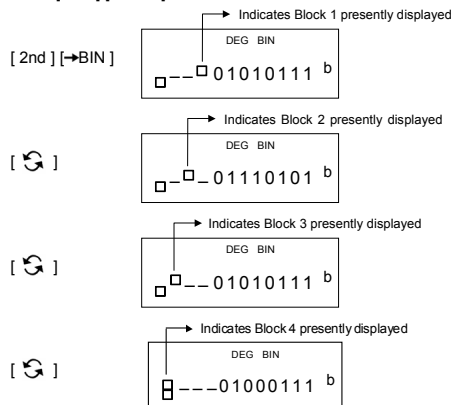 Indicates Block 1 presently displayed
DEG BIN
[ 2nd ] [→BIN ]
01010111 b
Indicates Block 2 presently displayed
DEG BIN
[ ]
01110101 b
Indicates Block 3 presently displayed
DEG BIN
[ ]
01010111 b
Indicates Block 4 presently displayed
DEG BIN
[ ]
01000111 b